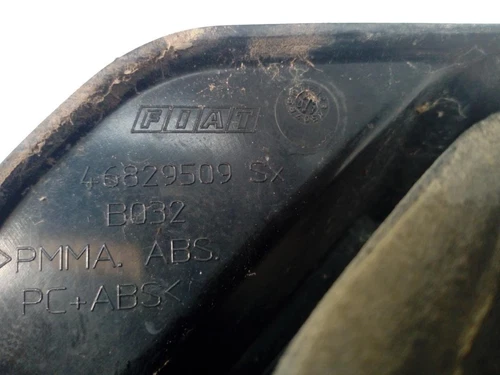 FIAT
46829509 Sx
B032
>PMMA. ABS.
PC+ABS<